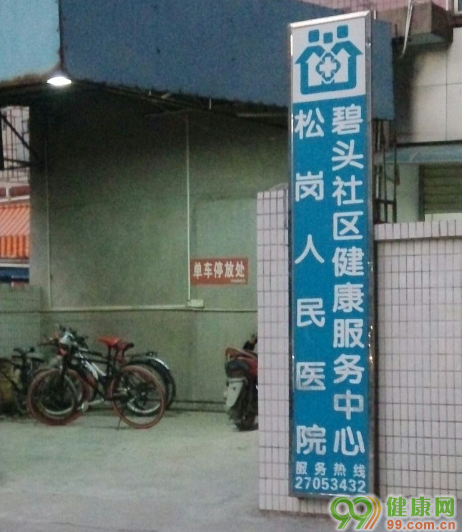 松岗人民医院
碧头社区健康服务中心
服务热线
27053432
单车停放处
99健康网
99.com.cn